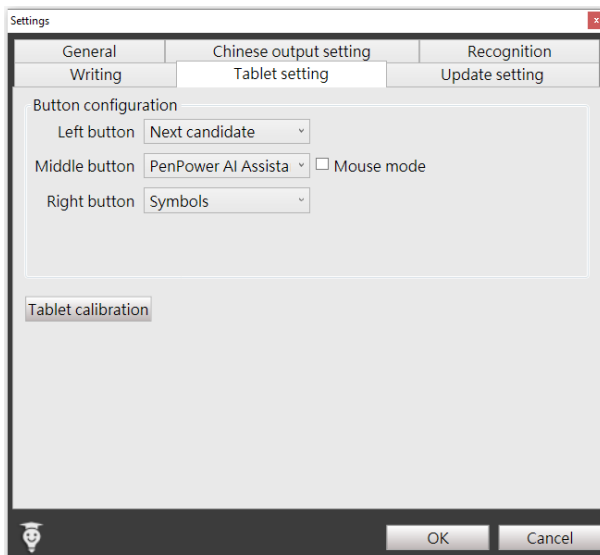 Settings
General Chinese output setting Recognition
Writing Tablet setting Update setting
Button configuration
Left button Next candidate
Middle button PenPower AI Assista Mouse mode
Right button Symbols
Tablet calibration
OK Cancel